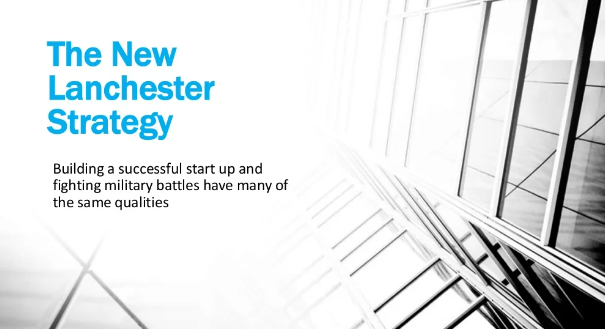 The New
Lanchester
Strategy
Building a successful start up and
fighting military battles have many of
the same qualities